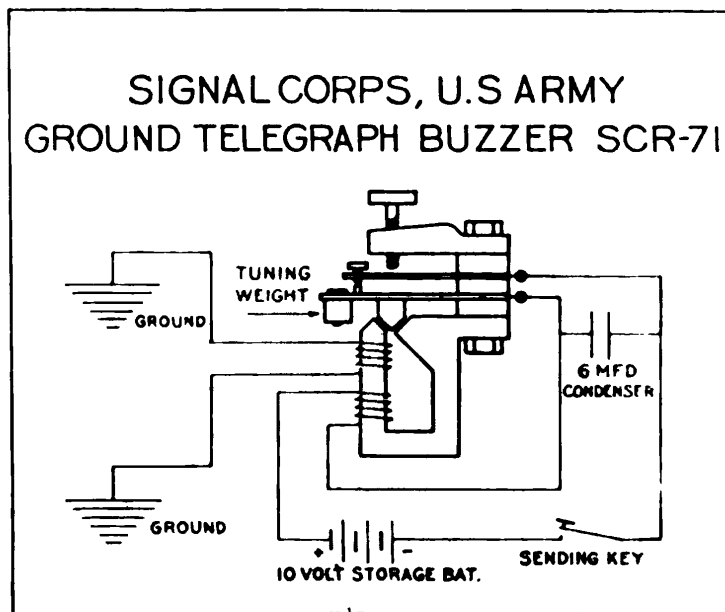 SIGNAL CORPS, U.S ARMY
GROUND TELEGRAPH BUZZER SCR-71
TUNING
WEIGHT
GROUND
6 MFD
CONDENSER
GROUND
+
-
SENDING KEY
10 VOLT STORAGE BAT.